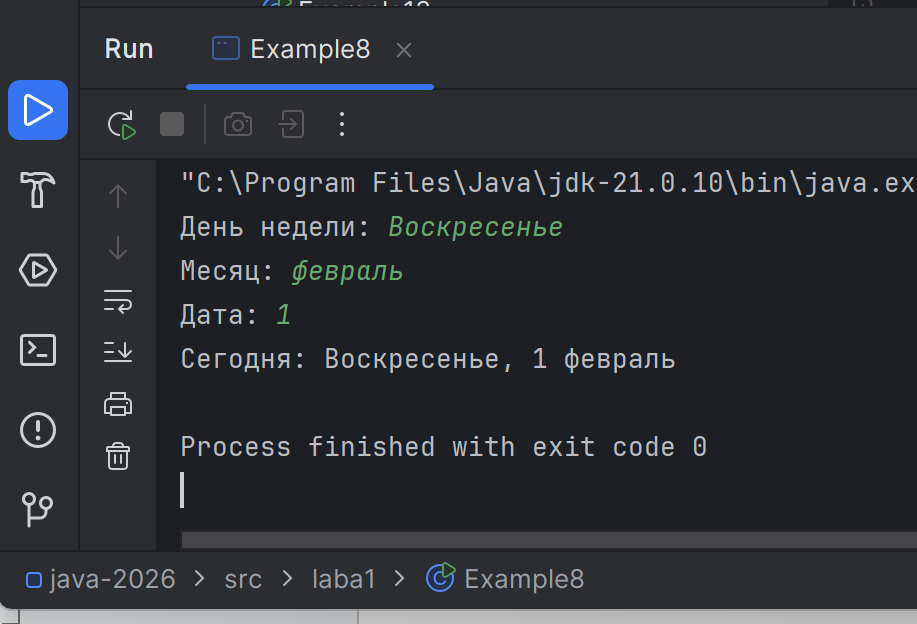 Run Example8
"C:\Program Files\Java\jdk-21.0.10\bin\java.ex
День недели: Воскресенье
Месяц: февраль
Дата: 1
Сегодня: Воскресенье, 1 февраль
Process finished with exit code 0
java-2026 > src > laba1 > Example8